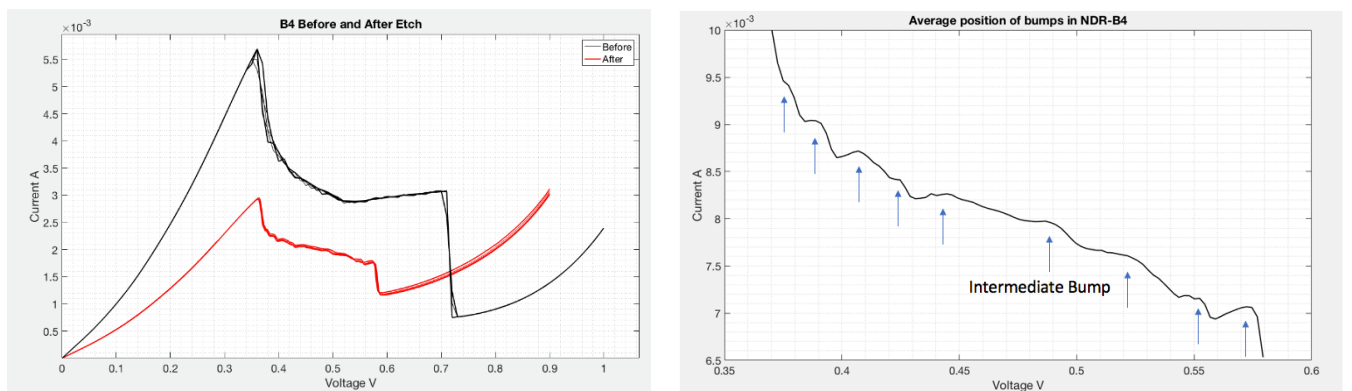 B4 Before and After Etch
×10⁻³
5.5
5
4.5
4
3.5
3
2.5
2
1.5
1
0.5
Current A
0 0.1 0.2 0.3 0.4 0.5 0.6 0.7 0.8 0.9 1
Voltage V
Before
After
Average position of bumps in NDR-B4
×10⁻³
10
9.5
9
8.5
8
7.5
7
6.5
Current A
Intermediate Bump
0.35 0.4 0.45 0.5 0.55 0.6
Voltage V